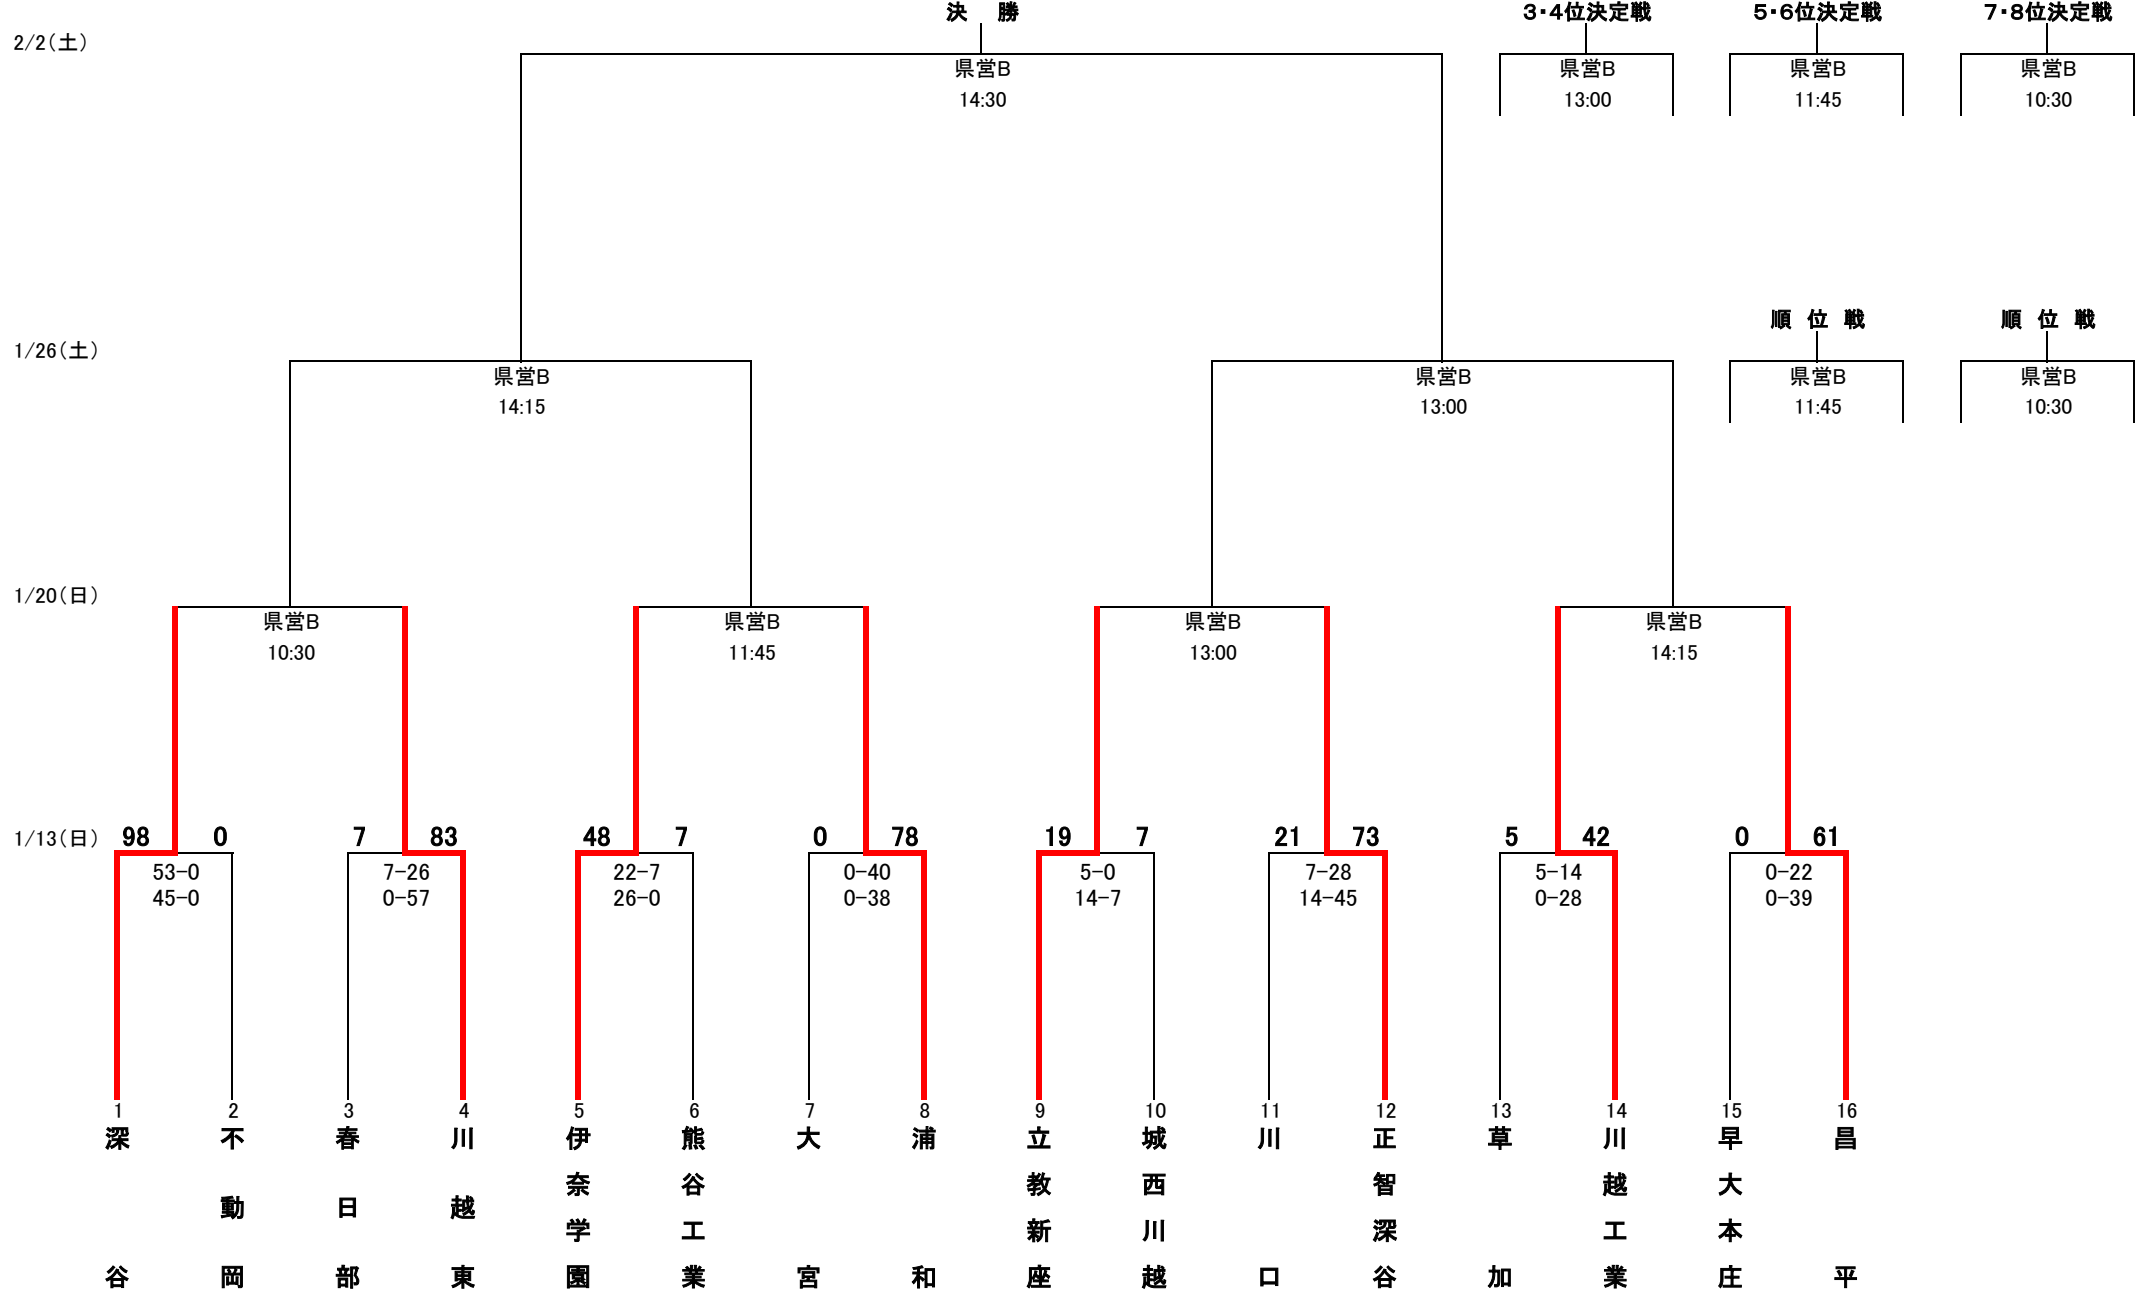 決　勝
3・4位決定戦
5・6位決定戦
7・8位決定戦
2/2(土)
県営B
14:30
県営B
13:00
県営B
11:45
県営B
10:30
順 位 戦
順 位 戦
1/26(土)
県営B
14:15
県営B
13:00
県営B
11:45
県営B
10:30
1/20(日)
県営B
10:30
県営B
11:45
県営B
13:00
県営B
14:15
1/13(日)
98 0
53-0
45-0
7 83
7-26
0-57
48 7
22-7
26-0
0 78
0-40
0-38
19 7
5-0
14-7
21 73
7-28
14-45
5 42
5-14
0-28
0 61
0-22
0-39
1
深谷
2
不動岡
3
春日部
4
川越東
5
伊奈学園
6
熊谷工業
7
大宮
8
浦和
9
立教新座
10
城西川越
11
川口
12
正智深谷
13
草加
14
川越工業
15
早大本庄
16
昌平